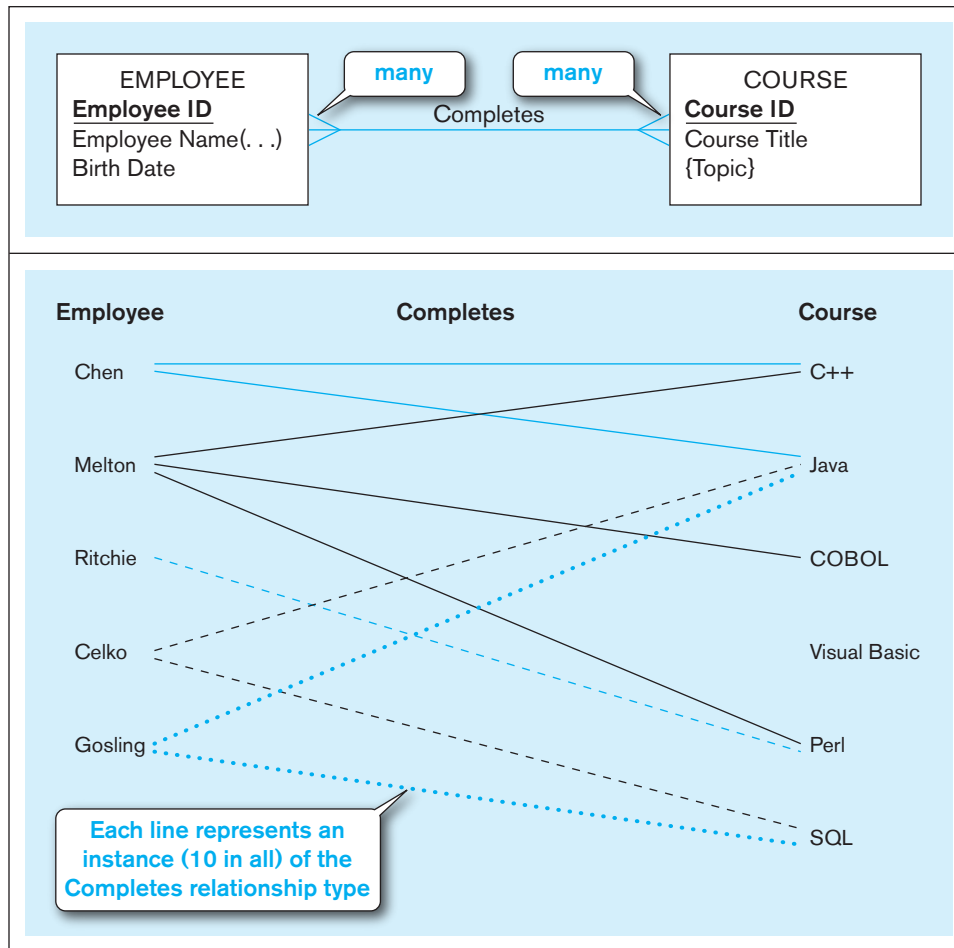 many
many
EMPLOYEE
Employee ID
Employee Name(. . .)
Birth Date
Completes
COURSE
Course ID
Course Title
{Topic}
Employee
Completes
Course
Chen
C++
Melton
Java
Ritchie
COBOL
Celko
Visual Basic
Gosling
Perl
SQL
Each line represents an
instance (10 in all) of the
Completes relationship type